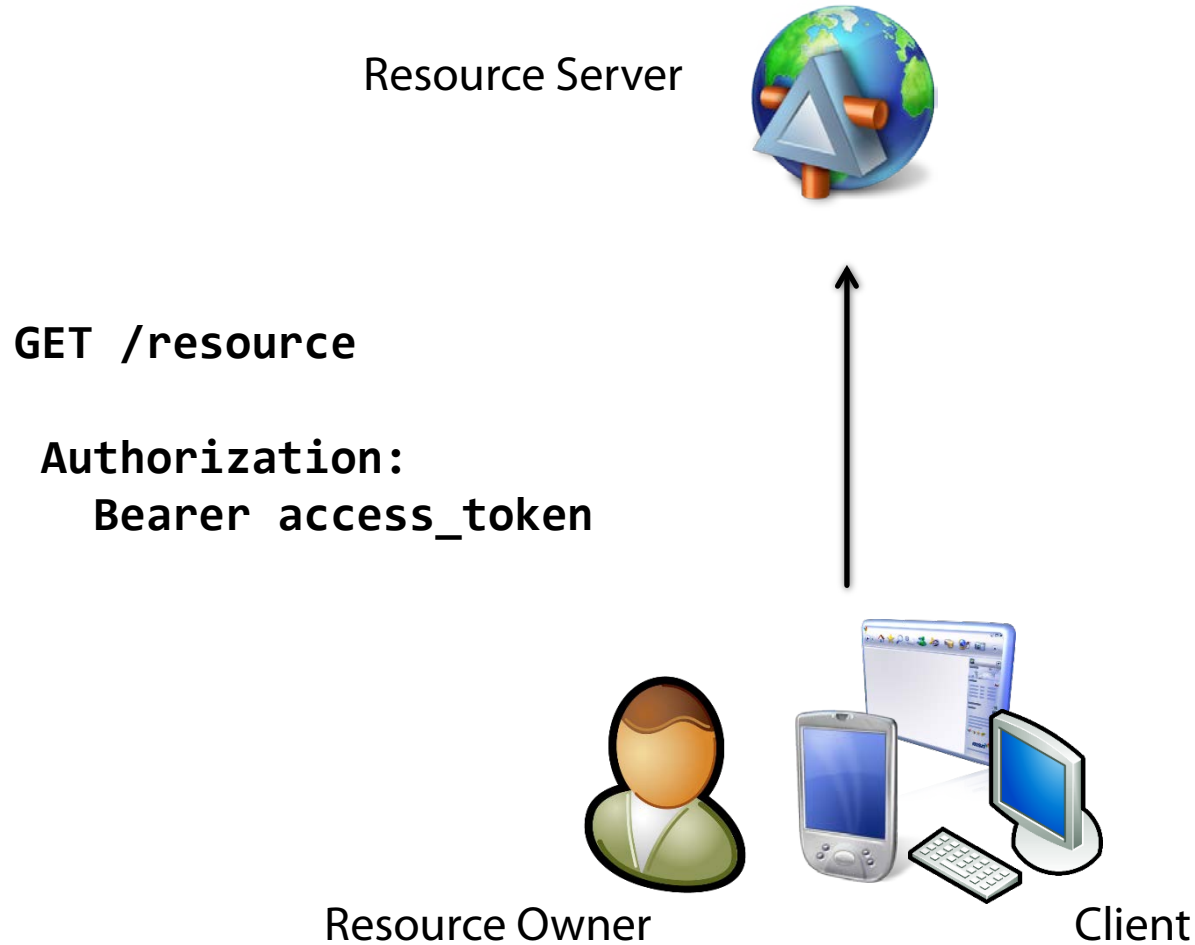 Resource Server
GET /resource
Authorization:
Bearer access_token
Resource Owner
Client